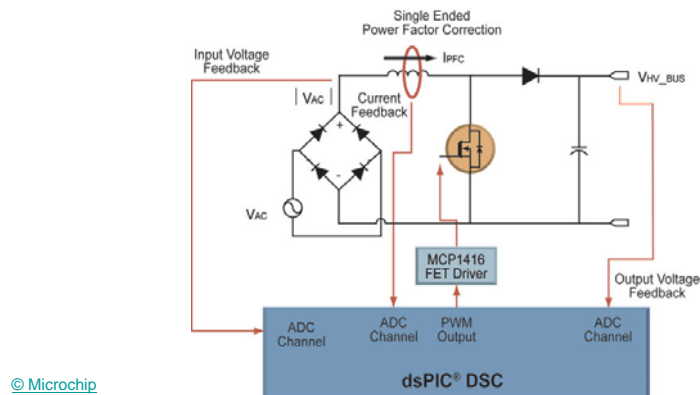 Single Ended
Power Factor Correction
Input Voltage
Feedback
IPFC
VHV_BUS
|VAC|
Current
Feedback
+
-
VAC
MCP1416
FET Driver
Output Voltage
Feedback
ADC
Channel
ADC
Channel
PWM
Output
ADC
Channel
dsPIC® DSC
© Microchip